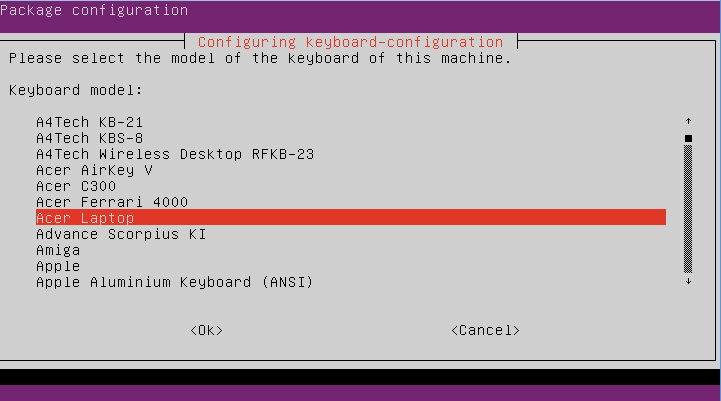 Package configuration
Configuring keyboard-configuration
Please select the model of the keyboard of this machine.
Keyboard model:
A4Tech KB-21
A4Tech KBS-8
A4Tech Wireless Desktop RFKB-23
Acer AirKey V
Acer C300
Acer Ferrari 4000
Acer Laptop
Advance Scorpius KI
Amiga
Apple
Apple Aluminium Keyboard (ANSI)
<Ok> <Cancel>